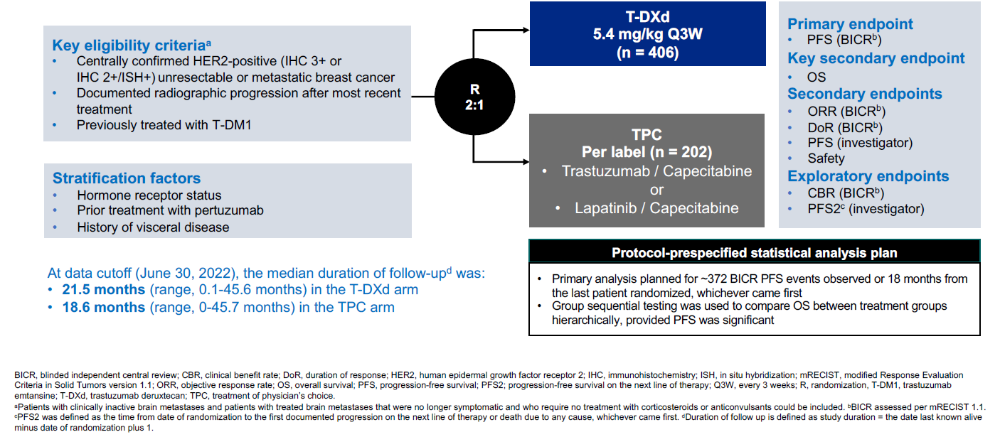 Key eligibility criteriaᵃ
• Centrally confirmed HER2-positive (IHC 3+ or
IHC 2+/ISH+) unresectable or metastatic breast cancer
• Documented radiographic progression after most recent
treatment
• Previously treated with T-DM1
Stratification factors
• Hormone receptor status
• Prior treatment with pertuzumab
• History of visceral disease
R
2:1
T-DXd
5.4 mg/kg Q3W
(n = 406)
TPC
Per label (n = 202)
• Trastuzumab / Capecitabine
or
• Lapatinib / Capecitabine
Primary endpoint
• PFS (BICRᵇ)
Key secondary endpoint
• OS
Secondary endpoints
• ORR (BICRᵇ)
• DoR (BICRᵇ)
• PFS (investigator)
• Safety
Exploratory endpoints
• CBR (BICRᵇ)
• PFS2ᶜ (investigator)
At data cutoff (June 30, 2022), the median duration of follow-upᵈ was:
• 21.5 months (range, 0.1-45.6 months) in the T-DXd arm
• 18.6 months (range, 0-45.7 months) in the TPC arm
Protocol-prespecified statistical analysis plan
• Primary analysis planned for ~372 BICR PFS events observed or 18 months from
the last patient randomized, whichever came first
• Group sequential testing was used to compare OS between treatment groups
hierarchically, provided PFS was significant
BICR, blinded independent central review; CBR, clinical benefit rate; DoR, duration of response; HER2, human epidermal growth factor receptor 2; IHC, immunohistochemistry; ISH, in situ hybridization; mRECIST, modified Response Evaluation
Criteria in Solid Tumors version 1.1; ORR, objective response rate; OS, overall survival; PFS, progression-free survival; PFS2; progression-free survival on the next line of therapy; Q3W, every 3 weeks; R, randomization, T-DM1, trastuzumab
emtansine; T-DXd, trastuzumab deruxtecan; TPC, treatment of physician's choice.
ᵃPatients with clinically inactive brain metastases and patients with treated brain metastases that were no longer symptomatic and who require no treatment with corticosteroids or anticonvulsants could be included. ᵇBICR assessed per mRECIST 1.1.
ᶜPFS2 was defined as the time from date of randomization to the first documented progression on the next line of therapy or death due to any cause, whichever came first. ᵈDuration of follow up is defined as study duration = the date last known alive
minus date of randomization plus 1.